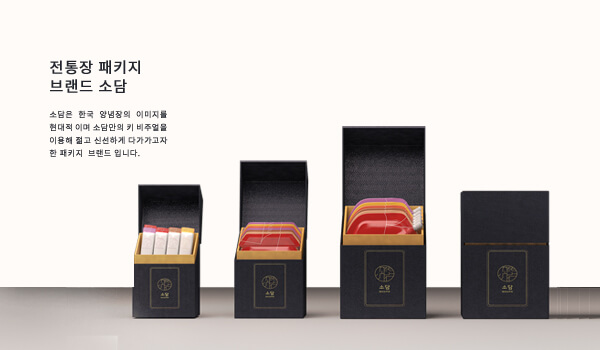 전통장 패키지
브랜드 소담
소담은 한국 양념장의 이미지를
현대적 이며 소담만의 키 비주얼을
이용해 젊고 신선하게 다가가고자
한 패키지 브랜드 입니다.
소담
소담
소담
소담